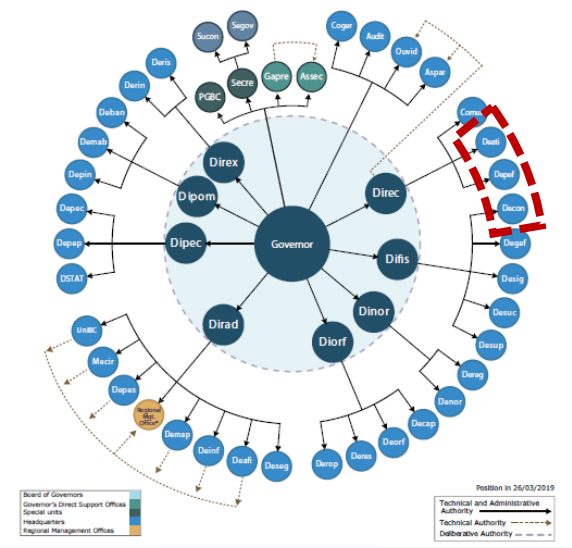 Segov
Sucon
Coger
Audit
Ouvid
Aspar
Deris
Derin
Secre
Gapre
Assec
PGBC
Deban
Demab
Depin
Direx
Dipom
Direc
Deati
Depef
Decon
Depec
Depep
DSTAT
Dipec
Governor
Difis
Degef
Desig
Desuc
Desup
Dirad
Diorf
Dinor
UniBC
Mecir
Depes
Regional
Mgt.
Office*
Demap
Deinf
Deafi
Deseg
Derop
Deres
Deorf
Decap
Denor
Dereg
Position in 26/03/2019
Board of Governors
Governor's Direct Support Offices
Special units
Headquarters
Regional Management Offices
Technical and Administrative
Authority
Technical Authority
Deliberative Authority